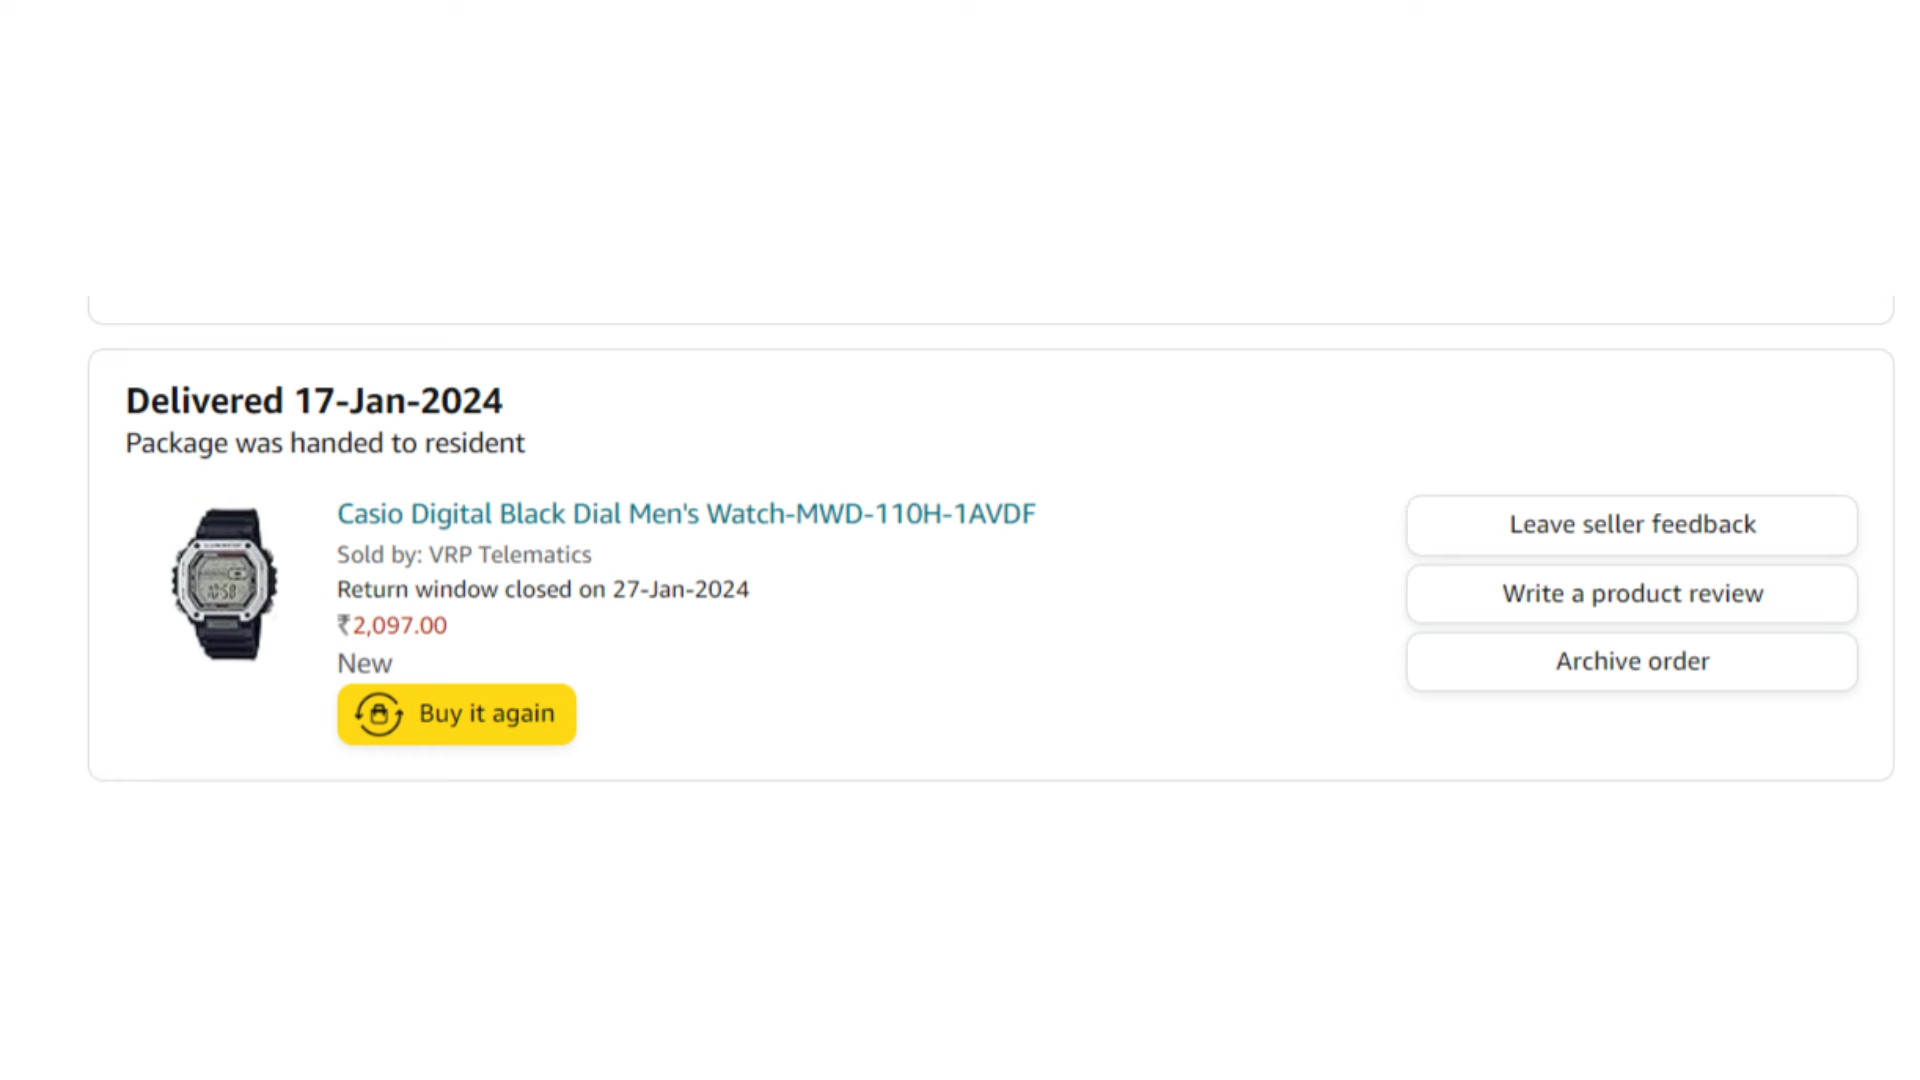 Delivered 17-Jan-2024
Package was handed to resident
Casio Digital Black Dial Men's Watch-MWD-110H-1AVDF
Sold by: VRP Telematics
Return window closed on 27-Jan-2024
₹2,097.00
New
Buy it again
Leave seller feedback
Write a product review
Archive order
10:58